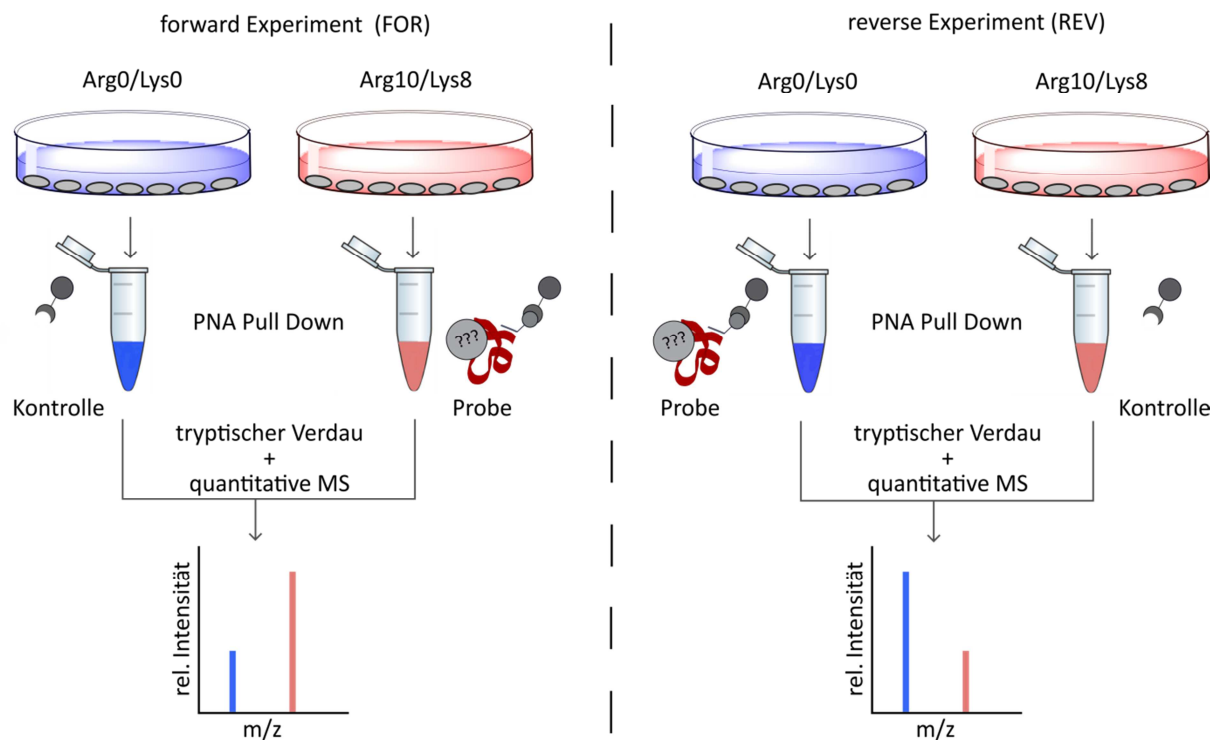 forward Experiment (FOR)
Arg0/Lys0
Arg10/Lys8
PNA Pull Down
???
Kontrolle
Probe
tryptischer Verdau
+
quantitative MS
rel. Intensität
m/z
reverse Experiment (REV)
Arg0/Lys0
Arg10/Lys8
PNA Pull Down
???
Probe
Kontrolle
tryptischer Verdau
+
quantitative MS
rel. Intensität
m/z